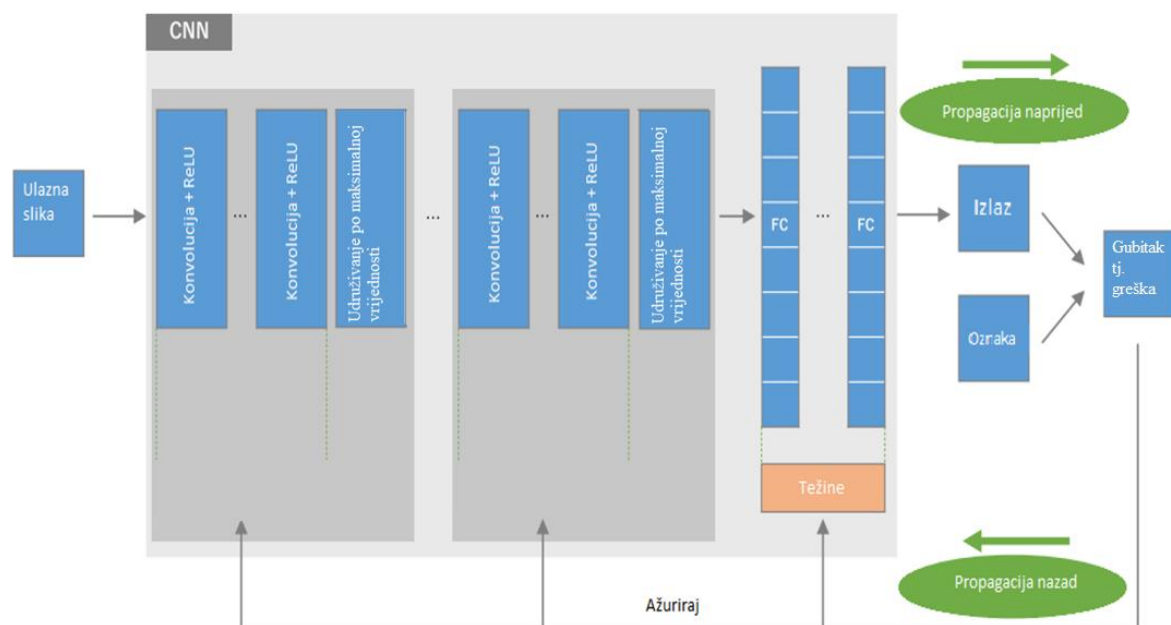 CNN
Propagacija naprijed
Ulazna
slika
Konvolucija + ReLU
...
Konvolucija + ReLU
Udruživanje po maksimalnoj
vrijednosti
...
Konvolucija + ReLU
...
Konvolucija + ReLU
Udruživanje po maksimalnoj
vrijednosti
FC
...
FC
Izlaz
Oznaka
Gubitak
tj.
greška
Težine
Propagacija nazad
Ažuriraj